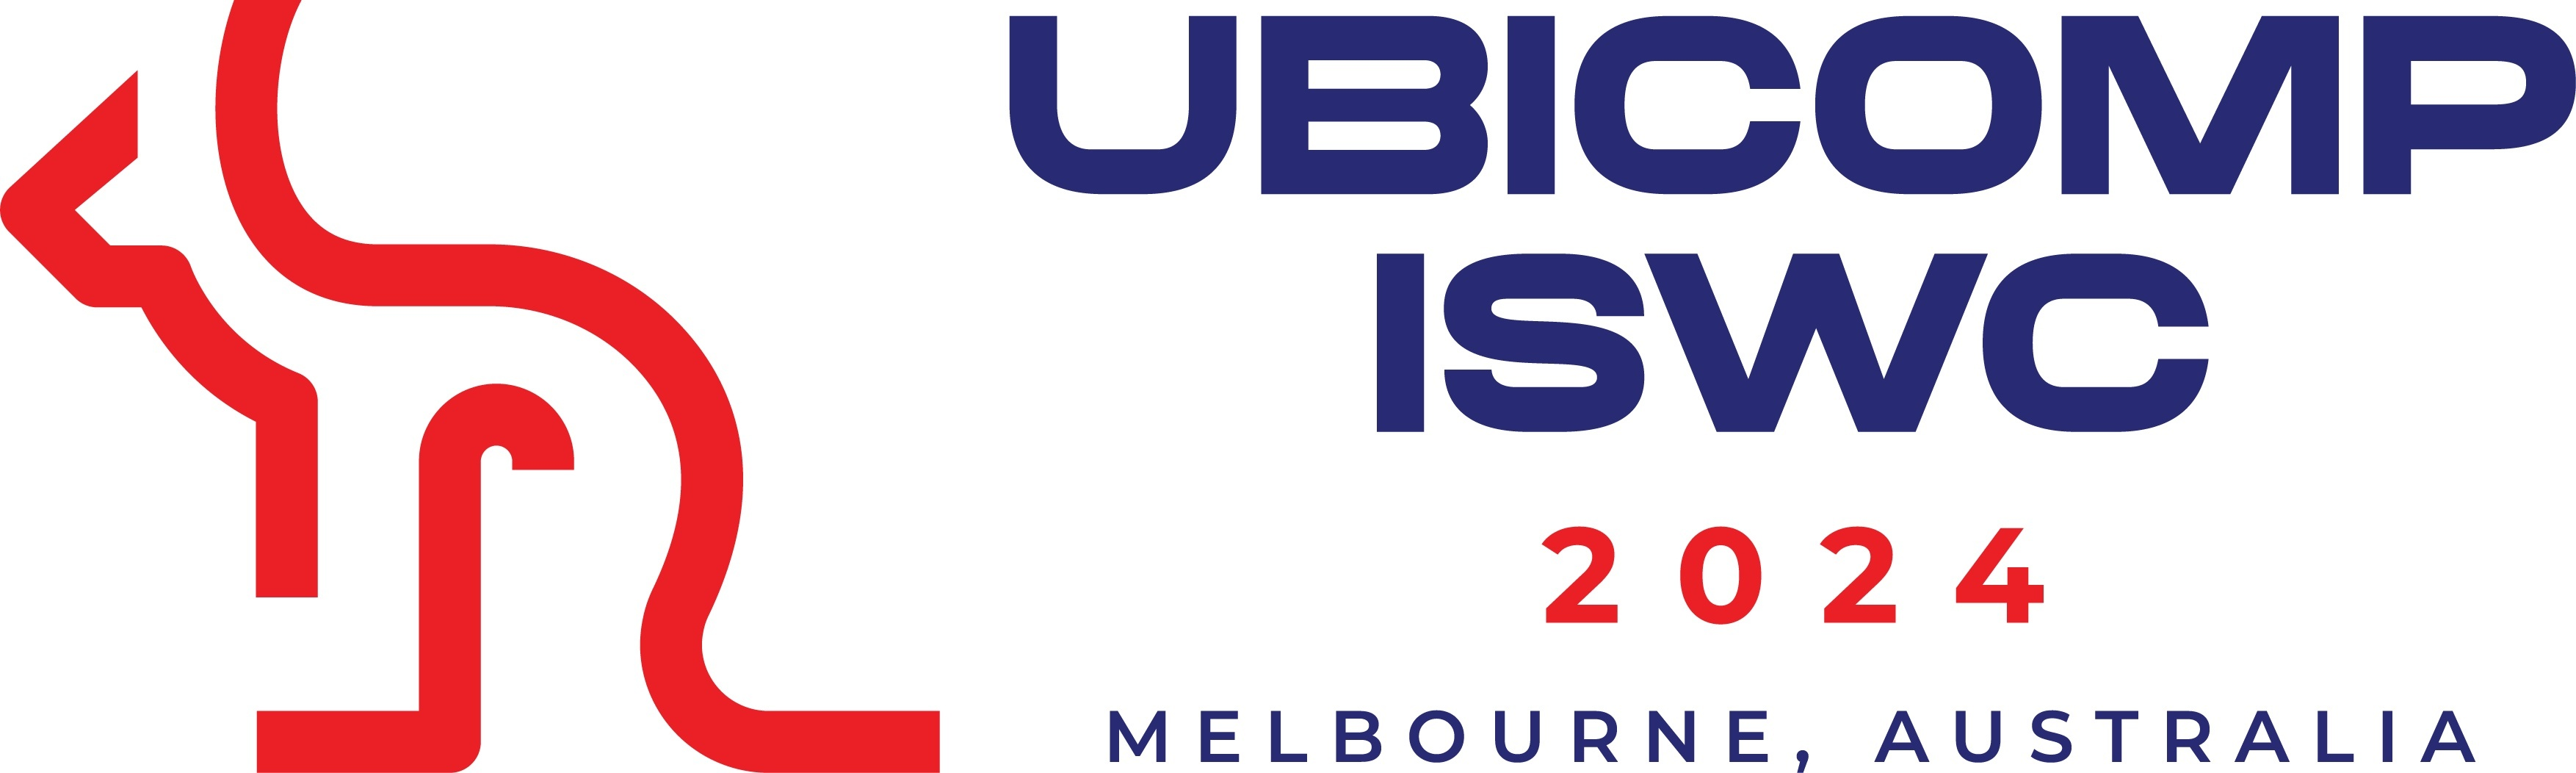 UBICOMP
ISWC
2024
MELBOURNE, AUSTRALIA